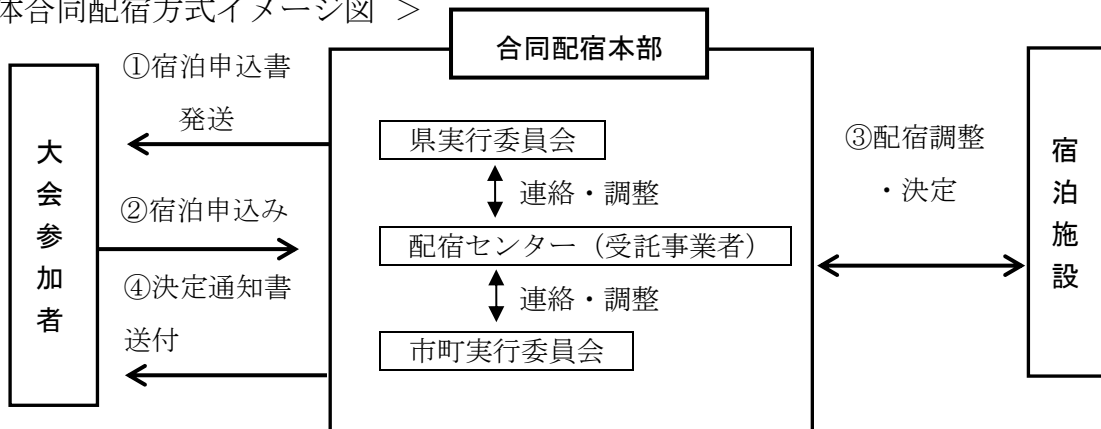 本合同配宿方式イメージ図 ＞
合同配宿本部
①宿泊申込書
発送
大会参加者
②宿泊申込み
④決定通知書
送付
県実行委員会
連絡・調整
配宿センター（受託事業者）
連絡・調整
市町実行委員会
③配宿調整
・決定
宿泊施設